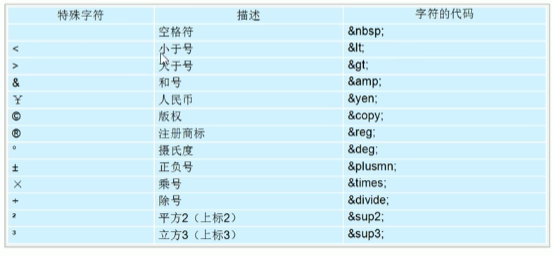 特殊字符 描述 字符的代码
空格符 &nbsp;
< 小于号 &lt;
> 大于号 &gt;
& 和号 &amp;
¥ 人民币 &yen;
© 版权 &copy;
® 注册商标 &reg;
° 摄氏度 &deg;
± 正负号 &plusmn;
× 乘号 &times;
÷ 除号 &divide;
² 平方2（上标2） &sup2;
³ 立方3（上标3） &sup3;